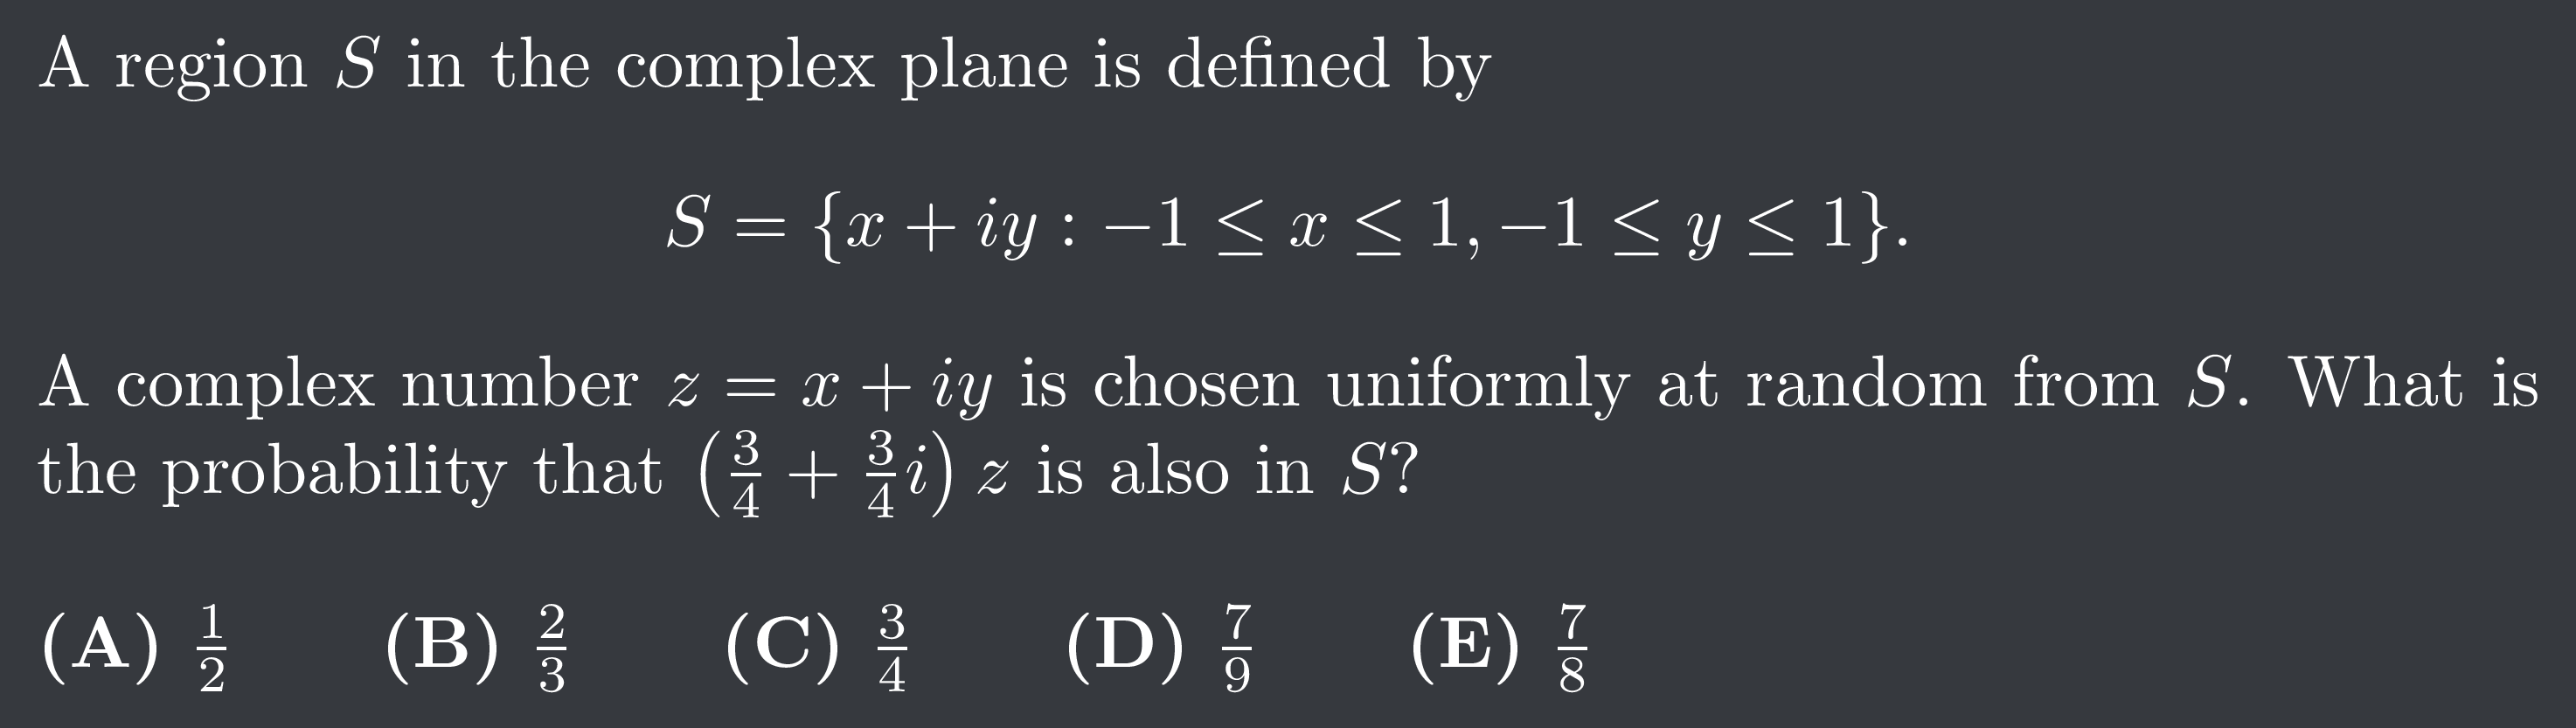 A region S in the complex plane is defined by
S = {x + iy : −1 ≤ x ≤ 1, −1 ≤ y ≤ 1}.
A complex number z = x + iy is chosen uniformly at random from S. What is
the probability that (3/4 + 3/4 i) z is also in S?
(A) 1/2 (B) 2/3 (C) 3/4 (D) 7/9 (E) 7/8